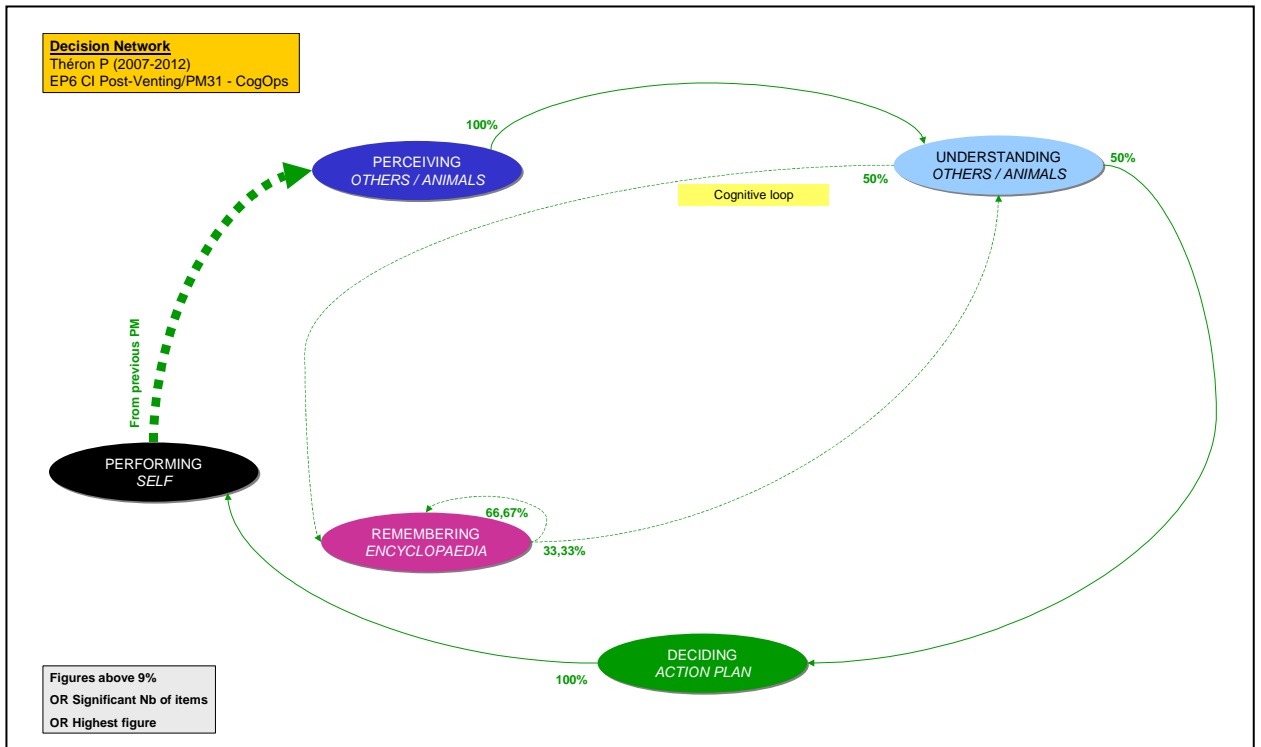 Decision Network
Théron P (2007-2012)
EP6 CI Post-Venting/PM31 - CogOps
100%
PERCEIVING
OTHERS / ANIMALS
UNDERSTANDING
OTHERS / ANIMALS
50%
50%
Cognitive loop
From previous PM
PERFORMING
SELF
66,67%
REMEMBERING
ENCYCLOPAEDIA
33,33%
DECIDING
ACTION PLAN
100%
Figures above 9%
OR Significant Nb of items
OR Highest figure